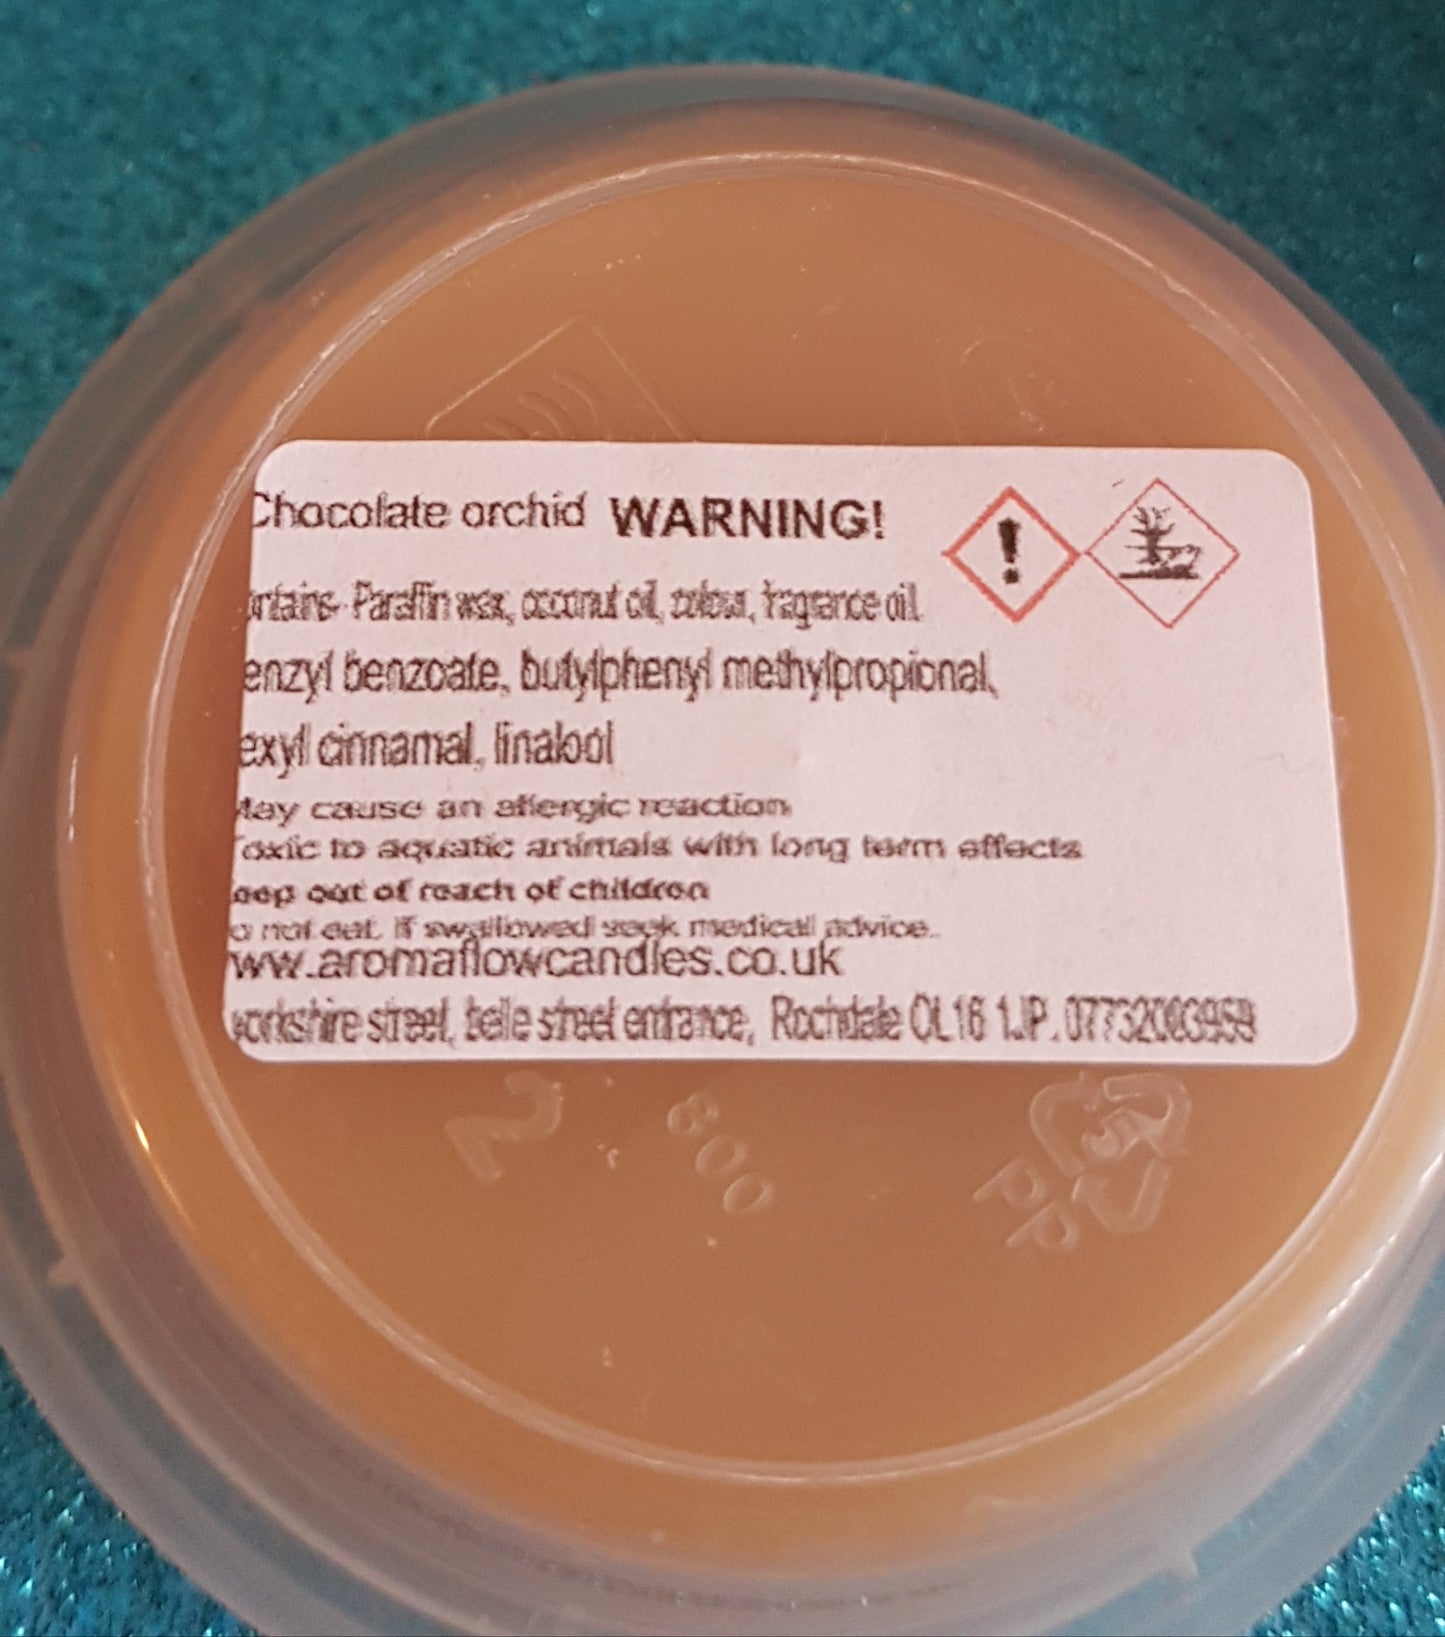 Chocolate orchid WARNING!
ontains- Paraffin wax, coconut oil, colour, fragrance oil.
enzyl benzoate, butylphenyl methylpropional,
exyl cinnamal, linalool
May cause an allergic reaction
Toxic to aquatic animals with long term effects
eep out of reach of children
o not eat. If swallowed seek medical advice.
ww.aromaflowcandles.co.uk
yorkshire street, belle street entrance, Rochdale OL16 1JP.
2 800
PP